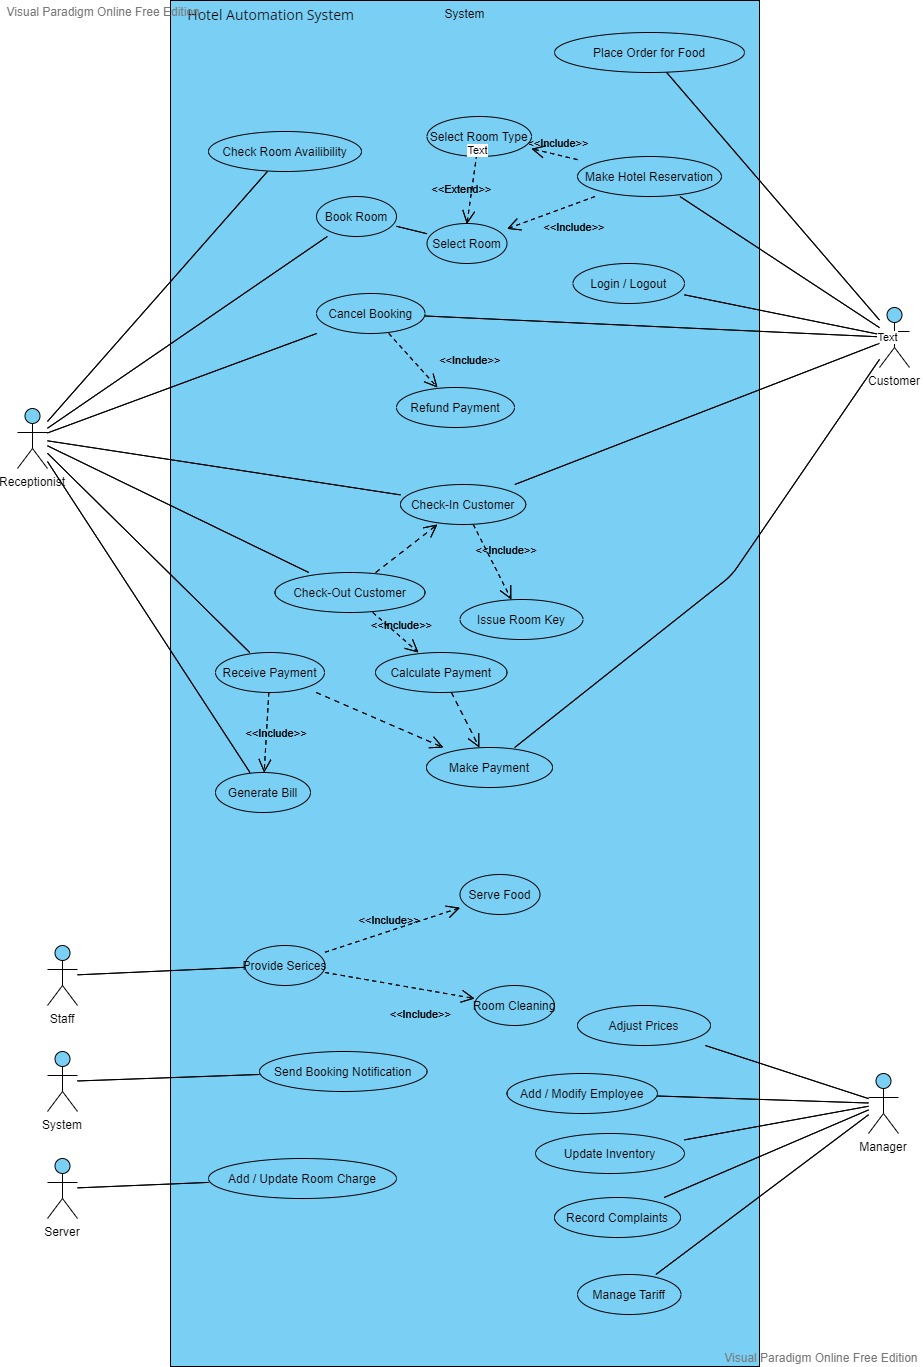 Visual Paradigm Online Free Edition
Hotel Automation System
System
Place Order for Food
Select Room Type
Text
<<Include>>
Check Room Availibility
Make Hotel Reservation
<<Extend>>
Book Room
<<Include>>
Select Room
Login / Logout
Cancel Booking
Text
<<Include>>
Customer
Refund Payment
Receptionist
Check-In Customer
<<Include>>
Check-Out Customer
Issue Room Key
<<Include>>
Receive Payment
Calculate Payment
<<Include>>
Make Payment
Generate Bill
Serve Food
<<Include>>
Provide Serices
Room Cleaning
<<Include>>
Staff
Adjust Prices
Send Booking Notification
Add / Modify Employee
System
Manager
Update Inventory
Add / Update Room Charge
Record Complaints
Server
Manage Tariff
Visual Paradigm Online Free Edition